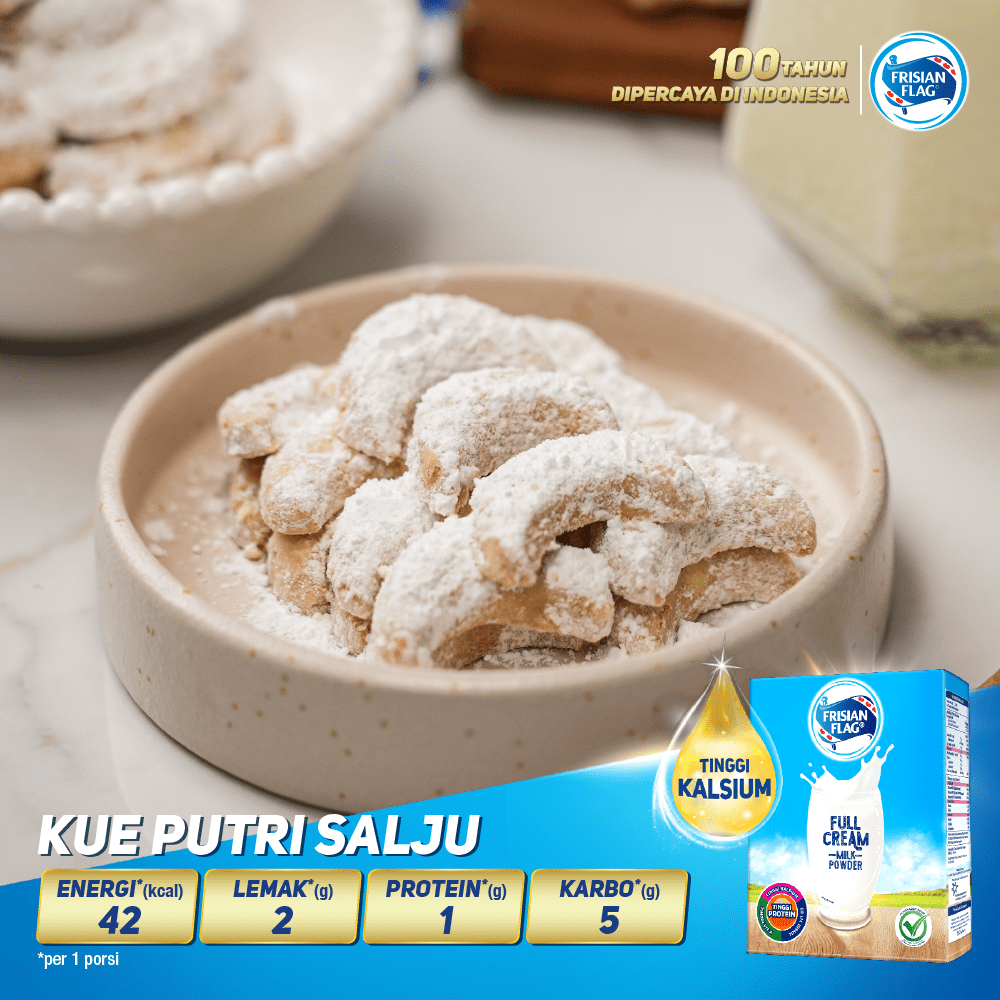 100 TAHUN
DIPERCAYA DI INDONESIA
FRISIAN
FLAG®
TINGGI
KALSIUM
FRISIAN
FLAG®
FULL
CREAM
MILK
POWDER
TINGGI
PROTEIN
KUE PUTRI SALJU
ENERGI*(kcal)
42
LEMAK*(g)
2
PROTEIN*(g)
1
KARBO*(g)
5
*per 1 porsi